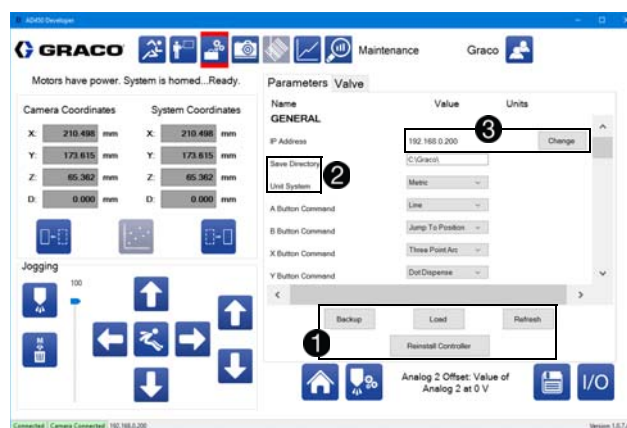 AD450 Developer
GRACO
Maintenance
Graco
Motors have power. System is homed...Ready.
Parameters Valve
Camera Coordinates
System Coordinates
X: 210.498 mm X: 210.498 mm
Y: 173.615 mm Y: 173.615 mm
Z: 65.362 mm Z: 65.362 mm
D: 0.000 mm D: 0.000 mm
Name Value Units
GENERAL
3
IP Address 192.168.0.200 Change
Save Directory C:\Graco\
2
Unit System Metric
A Button Command Line
B Button Command Jump To Position
X Button Command Three Point Arc
Y Button Command Dot Dispense
Jogging
100
M
1
Backup Load Refresh
Reinstall Controller
%
Analog 2 Offset: Value of
Analog 2 at 0 V
I/O
Connected Camera Connected 192.168.0.200